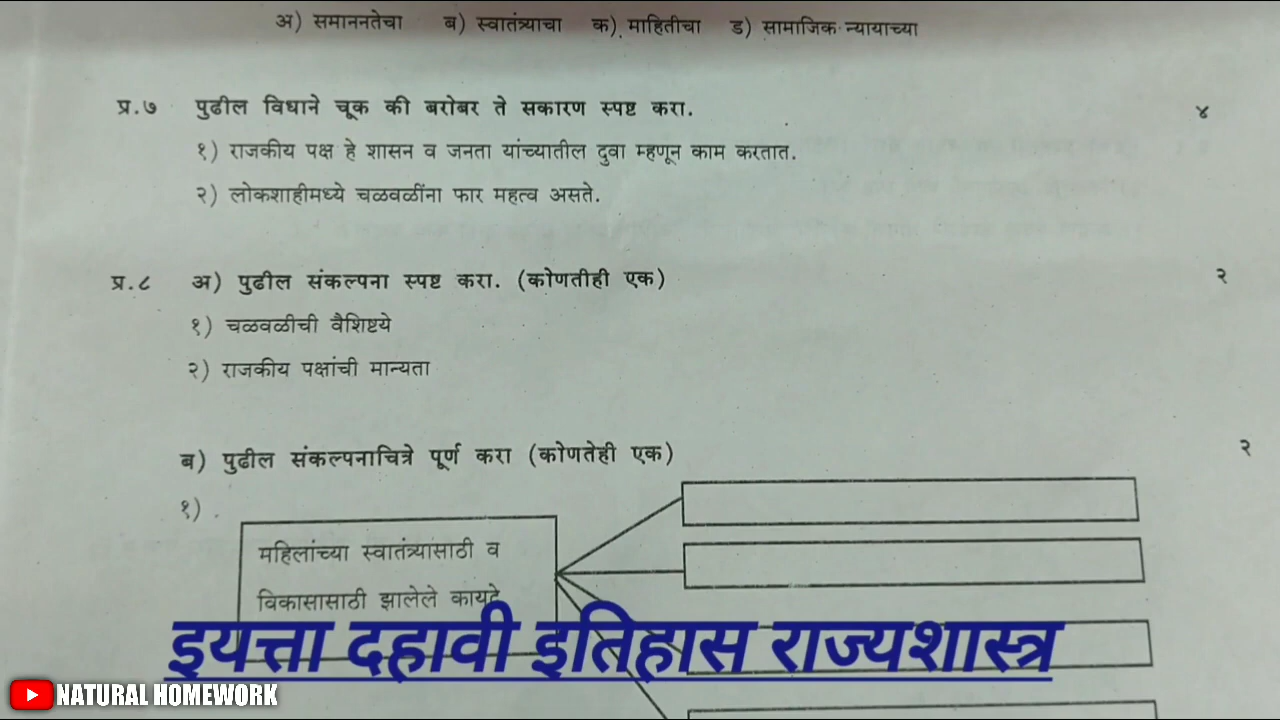 अ) समाननतेचा ब) स्वातंत्र्याचा क) माहितीचा ड) सामाजिक न्यायाच्या
प्र.७ पुढील विधाने चूक की बरोबर ते सकारण स्पष्ट करा. ४
१) राजकीय पक्ष हे शासन व जनता यांच्यातील दुवा म्हणून काम करतात.
२) लोकशाहीमध्ये चळवळींना फार महत्व असते.
प्र.८ अ) पुढील संकल्पना स्पष्ट करा. (कोणतीही एक) २
१) चळवळीची वैशिष्टये
२) राजकीय पक्षांची मान्यता
ब) पुढील संकल्पनाचित्रे पूर्ण करा (कोणतेही एक) २
१)
महिलांच्या स्वातंत्र्यासाठी व
विकासासाठी झालेले कायदे
इयत्ता दहावी इतिहास राज्यशास्त्र
NATURAL HOMEWORK